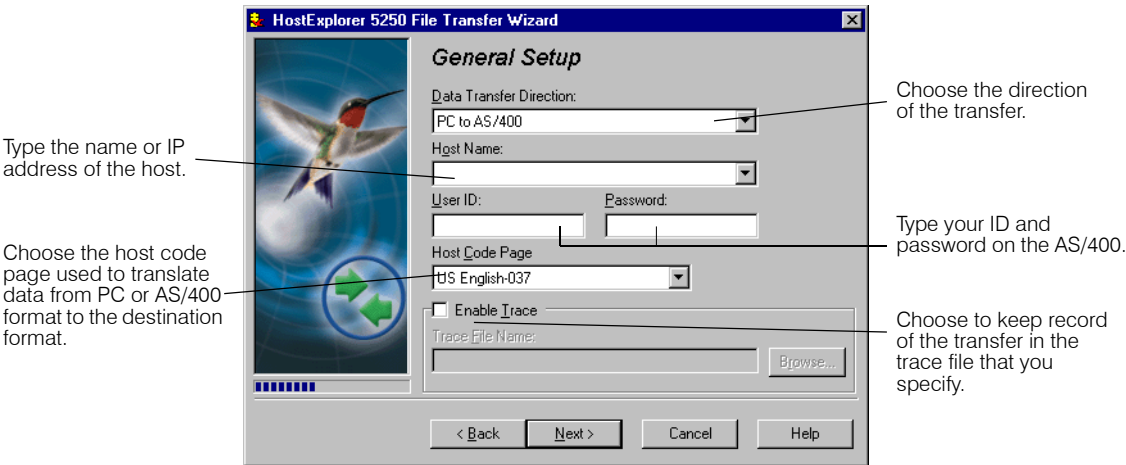 HostExplorer 5250 File Transfer Wizard
General Setup
Data Transfer Direction:
PC to AS/400
Host Name:
User ID:
Password:
Host Code Page
US English-037
Enable Trace
Trace File Name:
Browse...
< Back
Next >
Cancel
Help
Type the name or IP
address of the host.
Choose the host code
page used to translate
data from PC or AS/400
format to the destination
format.
Choose the direction
of the transfer.
Type your ID and
password on the AS/400.
Choose to keep record
of the transfer in the
trace file that you
specify.